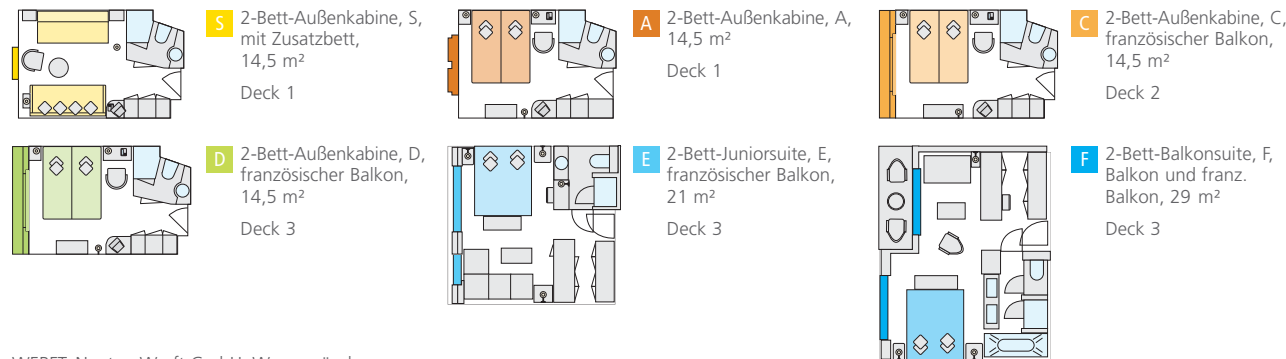 S 2-Bett-Außenkabine, S,
mit Zusatzbett,
14,5 m²
Deck 1
A 2-Bett-Außenkabine, A,
14,5 m²
Deck 1
C 2-Bett-Außenkabine, C,
französischer Balkon,
14,5 m²
Deck 2
D 2-Bett-Außenkabine, D,
französischer Balkon,
14,5 m²
Deck 3
E 2-Bett-Juniorsuite, E,
französischer Balkon,
21 m²
Deck 3
F 2-Bett-Balkonsuite, F,
Balkon und franz.
Balkon, 29 m²
Deck 3